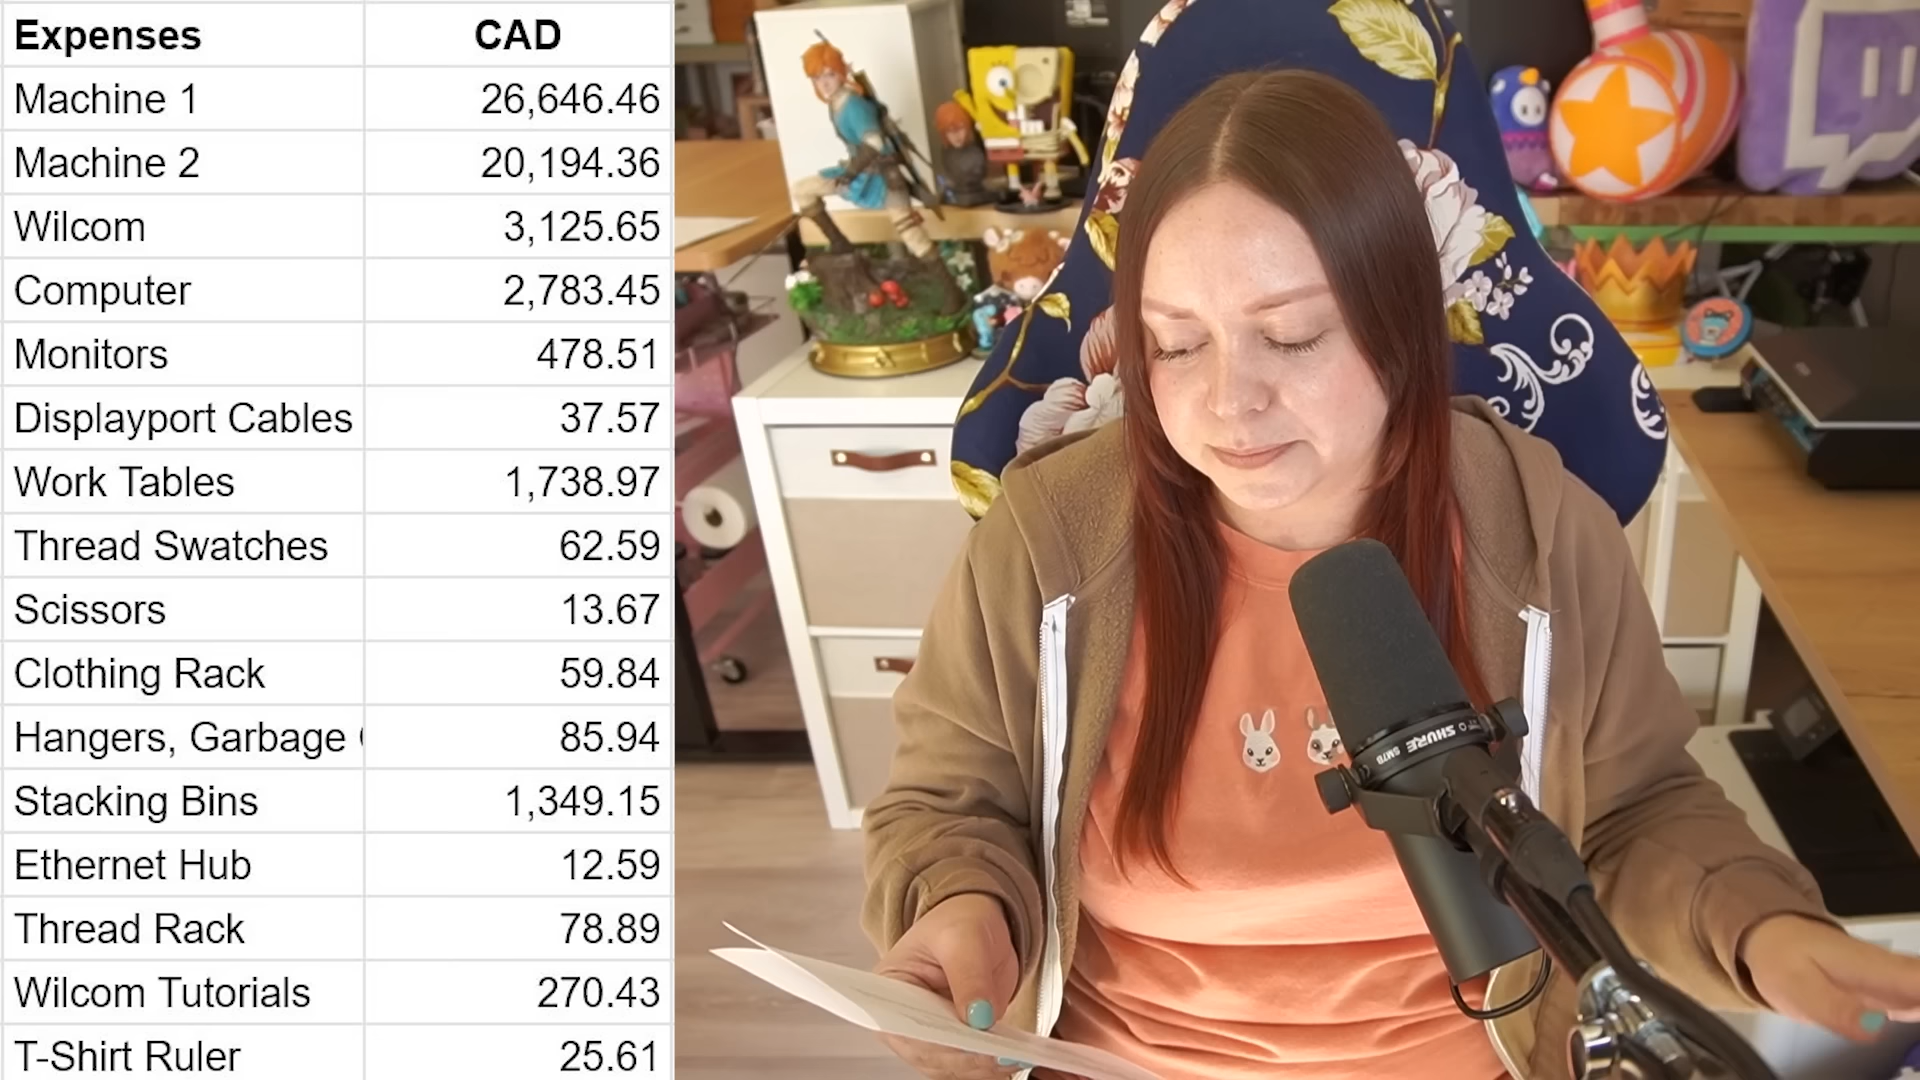 Expenses CAD
Machine 1 26,646.46
Machine 2 20,194.36
Wilcom 3,125.65
Computer 2,783.45
Monitors 478.51
Displayport Cables 37.57
Work Tables 1,738.97
Thread Swatches 62.59
Scissors 13.67
Clothing Rack 59.84
Hangers, Garbage 85.94
Stacking Bins 1,349.15
Ethernet Hub 12.59
Thread Rack 78.89
Wilcom Tutorials 270.43
T-Shirt Ruler 25.61
SHURE SM7B